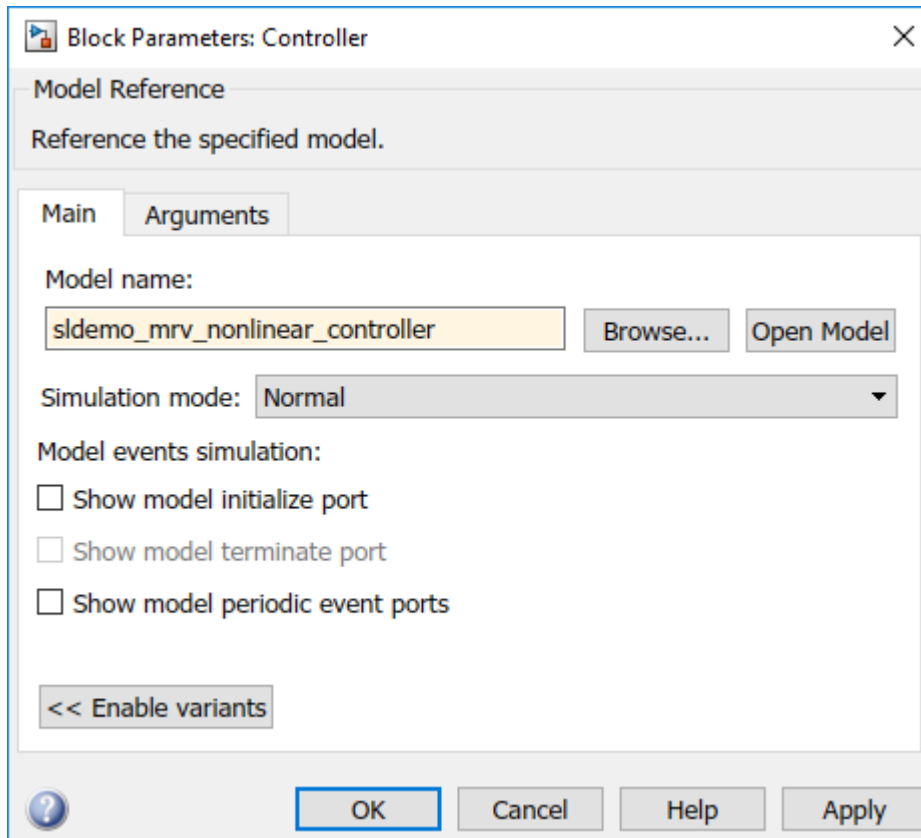 Block Parameters: Controller
Model Reference
Reference the specified model.
Main Arguments
Model name:
sldemo_mrv_nonlinear_controller Browse... Open Model
Simulation mode: Normal
Model events simulation:
Show model initialize port
Show model terminate port
Show model periodic event ports
<< Enable variants
? OK Cancel Help Apply